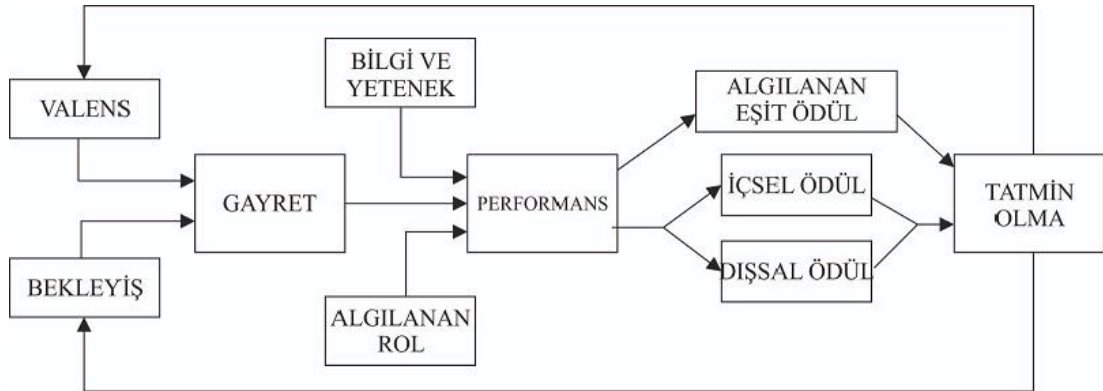 BİLGİ VE
YETENEK
VALENS
ALGILANAN
EŞİT ÖDÜL
GAYRET
PERFORMANS
İÇSEL ÖDÜL
TATMİN
OLMA
BEKLEYİŞ
DIŞSAL ÖDÜL
ALGILANAN
ROL